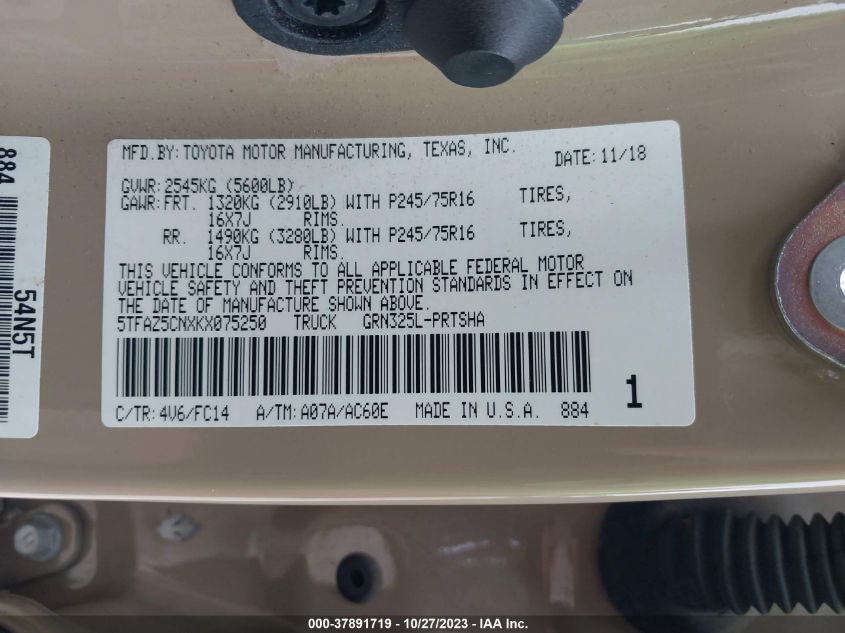 MFD.BY: TOYOTA MOTOR MANUFACTURING, TEXAS, INC. DATE: 11/18
GVWR: 2545KG (5600LB)
GAWR: FRT. 1320KG (2910LB) WITH P245/75R16 TIRES,
16X7J RIMS.
RR. 1490KG (3280LB) WITH P245/75R16 TIRES,
16X7J RIMS.
THIS VEHICLE CONFORMS TO ALL APPLICABLE FEDERAL MOTOR
VEHICLE SAFETY AND THEFT PREVENTION STANDARDS IN EFFECT ON
THE DATE OF MANUFACTURE SHOWN ABOVE.
5TFAZ5CNXKX075250 TRUCK GRN325L-PRTSHA
C/TR: 4V6/FC14 A/TM: A07A/AC60E MADE IN U.S.A. 884 1
884
54N5T
000-37891719 - 10/27/2023 - IAA Inc.